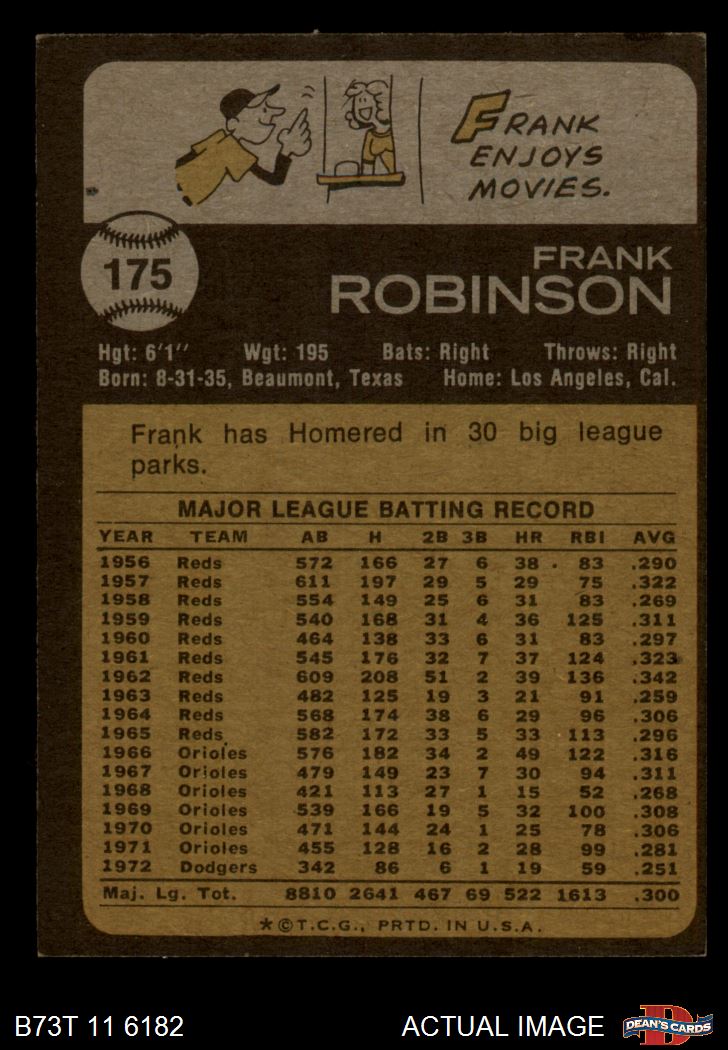 FRANK
ENJOYS
MOVIES.
175
FRANK
ROBINSON
Hgt: 6'1" Wgt: 195 Bats: Right Throws: Right
Born: 8-31-35, Beaumont, Texas Home: Los Angeles, Cal.
Frank has Homered in 30 big league
parks.
MAJOR LEAGUE BATTING RECORD
YEAR TEAM AB H 2B 3B HR RBI AVG
1956 Reds 572 166 27 6 38 83 .290
1957 Reds 611 197 29 5 29 75 .322
1958 Reds 554 149 25 6 31 83 .269
1959 Reds 540 168 31 4 36 125 .311
1960 Reds 464 138 33 6 31 83 .297
1961 Reds 545 176 32 7 37 124 .323
1962 Reds 609 208 51 2 39 136 .342
1963 Reds 482 125 19 3 21 91 .259
1964 Reds 568 174 38 6 29 96 .306
1965 Reds 582 172 33 5 33 113 .296
1966 Orioles 576 182 34 2 49 122 .316
1967 Orioles 479 149 23 7 30 94 .311
1968 Orioles 421 113 27 1 15 52 .268
1969 Orioles 539 166 19 5 32 100 .308
1970 Orioles 471 144 24 1 25 78 .306
1971 Orioles 455 128 16 2 28 99 .281
1972 Dodgers 342 86 6 1 19 59 .251
Maj. Lg. Tot. 8810 2641 467 69 522 1613 .300
*©T.C.G., PRTD. IN U.S.A.
B73T 11 6182 ACTUAL IMAGE D DEAN'S CARDS